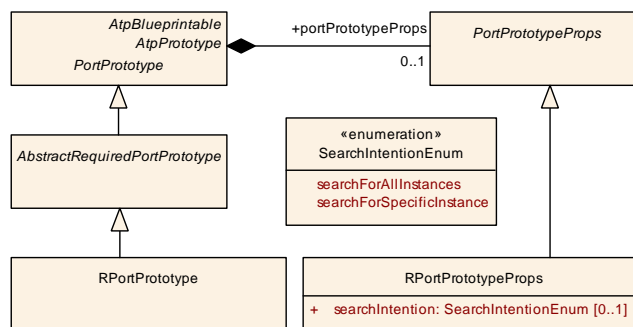 AtpBlueprintable
AtpPrototype
PortPrototype
+portPrototypeProps
0..1
PortPrototypeProps
AbstractRequiredPortPrototype
«enumeration»
SearchIntentionEnum
searchForAllInstances
searchForSpecificInstance
RPortPrototype
RPortPrototypeProps
+ searchIntention: SearchIntentionEnum [0..1]